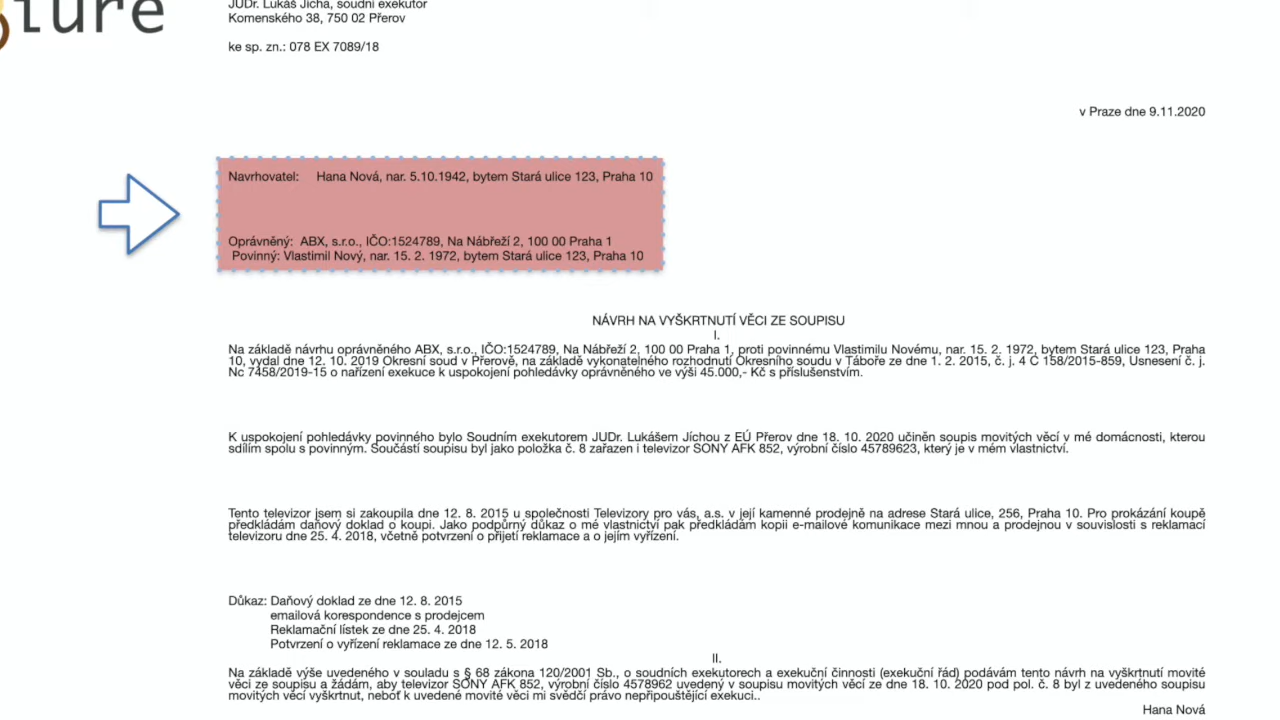 iure
JUDr. Lukáš Jícha, soudní exekutor
Komenského 38, 750 02 Přerov
ke sp. zn.: 078 EX 7089/18
v Praze dne 9.11.2020
Navrhovatel: Hana Nová, nar. 5.10.1942, bytem Stará ulice 123, Praha 10
Oprávněný: ABX, s.r.o., IČO:1524789, Na Nábřeží 2, 100 00 Praha 1
Povinný: Vlastimil Nový, nar. 15. 2. 1972, bytem Stará ulice 123, Praha 10
NÁVRH NA VYŠKRTNUTÍ VĚCI ZE SOUPISU
I.
Na základě návrhu oprávněného ABX, s.r.o., IČO:1524789, Na Nábřeží 2, 100 00 Praha 1, proti povinnému Vlastimilu Novému, nar. 15. 2. 1972, bytem Stará ulice 123, Praha
10, vydal dne 12. 10. 2019 Okresní soud v Přerově, na základě vykonatelného rozhodnutí Okresního soudu v Táboře ze dne 1. 2. 2015, č. j. 4 C 158/2015-859, Usnesení č. j.
Nc 7458/2019-15 o nařízení exekuce k uspokojení pohledávky oprávněného ve výši 45.000,- Kč s příslušenstvím.
K uspokojení pohledávky povinného bylo Soudním exekutorem JUDr. Lukášem Jíchou z EÚ Přerov dne 18. 10. 2020 učiněn soupis movitých věcí v mé domácnosti, kterou
sdílím spolu s povinným. Součástí soupisu byl jako položka č. 8 zařazen i televizor SONY AFK 852, výrobní číslo 45789623, který je v mém vlastnictví.
Tento televizor jsem si zakoupila dne 12. 8. 2015 u společnosti Televizory pro vás, a.s. v její kamenné prodejně na adrese Stará ulice, 256, Praha 10. Pro prokázání koupě
předkládám daňový doklad o koupi. Jako podpůrný důkaz o mé vlastnictví pak předkládám kopii e-mailové komunikace mezi mnou a prodejnou v souvislosti s reklamací
televizoru dne 25. 4. 2018, včetně potvrzení o přijetí reklamace a o jejím vyřízení.
Důkaz: Daňový doklad ze dne 12. 8. 2015
emailová korespondence s prodejcem
Reklamační lístek ze dne 25. 4. 2018
Potvrzení o vyřízení reklamace ze dne 12. 5. 2018
II.
Na základě výše uvedeného v souladu s § 68 zákona 120/2001 Sb., o soudních exekutorech a exekuční činnosti (exekuční řád) podávám tento návrh na vyškrtnutí movité
věci ze soupisu a žádám, aby televizor SONY AFK 852, výrobní číslo 4578962 uvedený v soupisu movitých věcí ze dne 18. 10. 2020 pod pol. č. 8 byl z uvedeného soupisu
movitých věcí vyškrtnut, neboť k uvedené movité věci mi svědčí právo nepřipouštějící exekuci..
Hana Nová